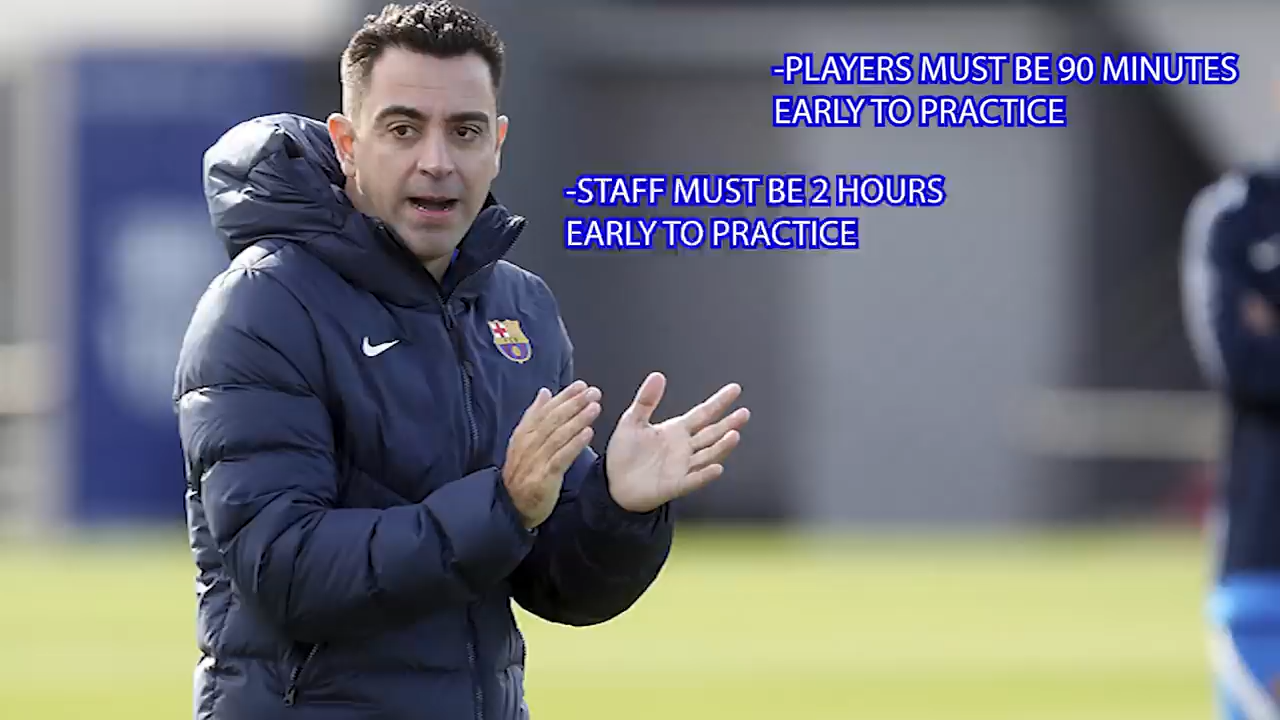 -PLAYERS MUST BE 90 MINUTES
EARLY TO PRACTICE
-STAFF MUST BE 2 HOURS
EARLY TO PRACTICE